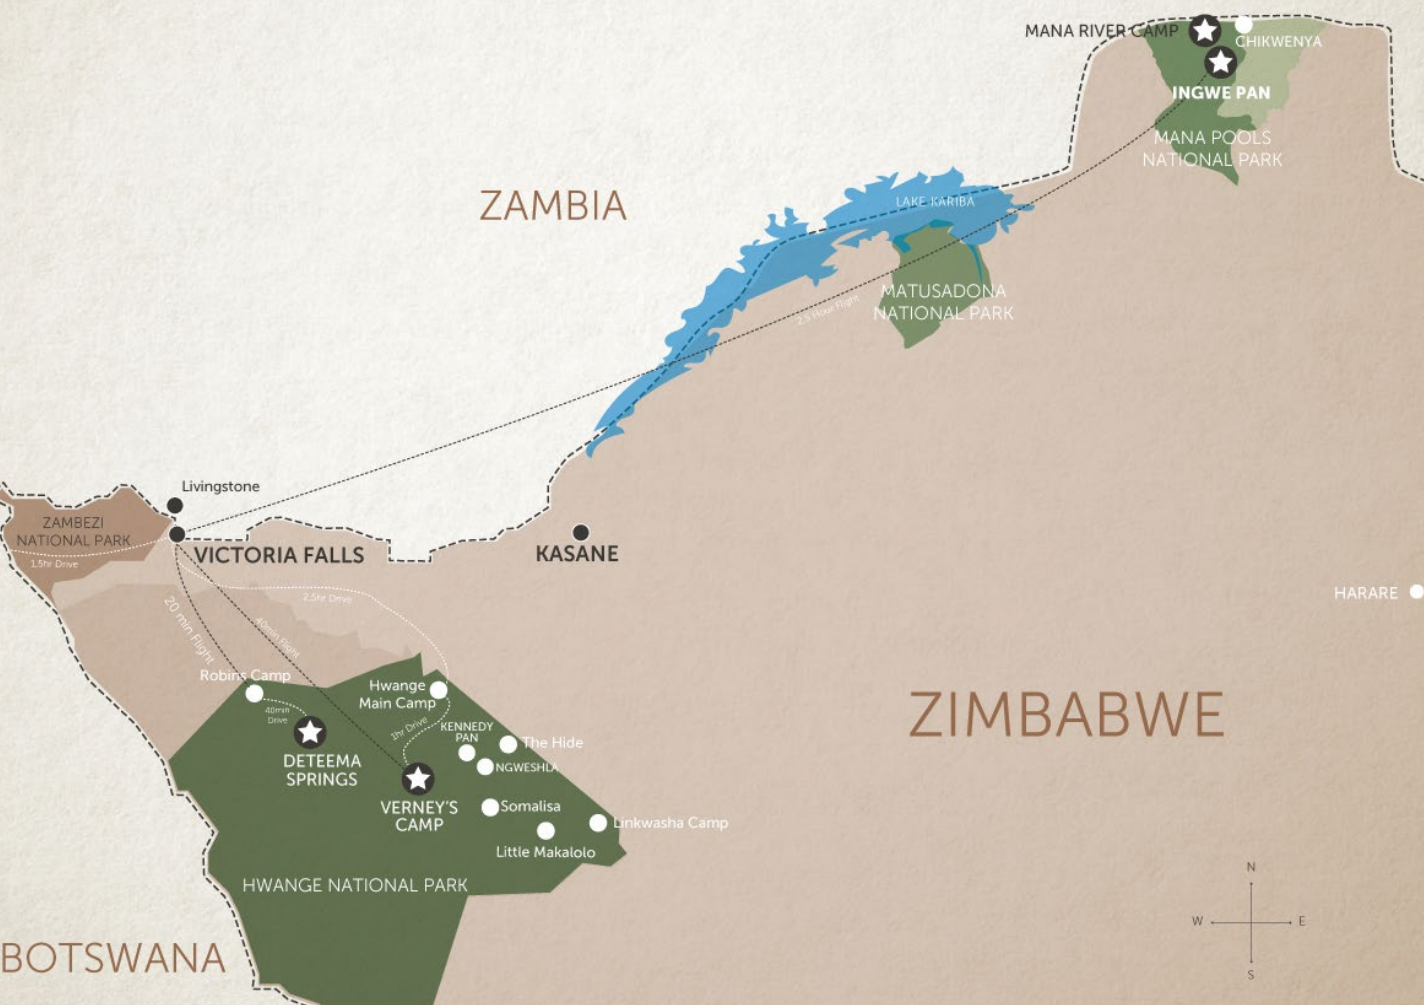 MANA RIVER CAMP
CHIKWENYA
INGWE PAN
MANA POOLS
NATIONAL PARK
ZAMBIA
LAKE KARIBA
MATUSADONA
NATIONAL PARK
2.5 Hour Flight
Livingstone
ZAMBEZI
NATIONAL PARK
1,5hr Drive
VICTORIA FALLS
KASANE
HARARE
2,5hr Drive
20 min Flight
40min Flight
Robins Camp
40min
Drive
Hwange
Main Camp
1hr Drive
KENNEDY
PAN
The Hide
NGWESHLA
DETEEMA
SPRINGS
VERNEY'S
CAMP
Somalisa
Linkwasha Camp
Little Makalolo
HWANGE NATIONAL PARK
ZIMBABWE
BOTSWANA
N
W
E
S